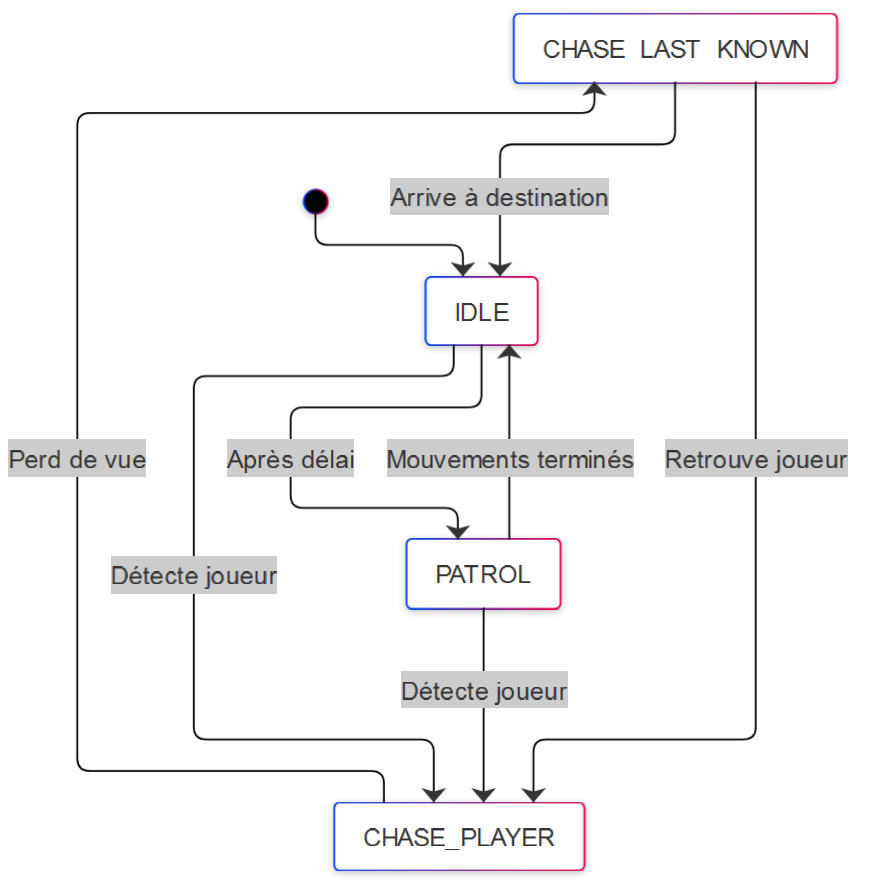 CHASE LAST KNOWN
Arrive à destination
IDLE
Perd de vue
Après délai
Mouvements terminés
Retrouve joueur
Détecte joueur
PATROL
Détecte joueur
CHASE_PLAYER